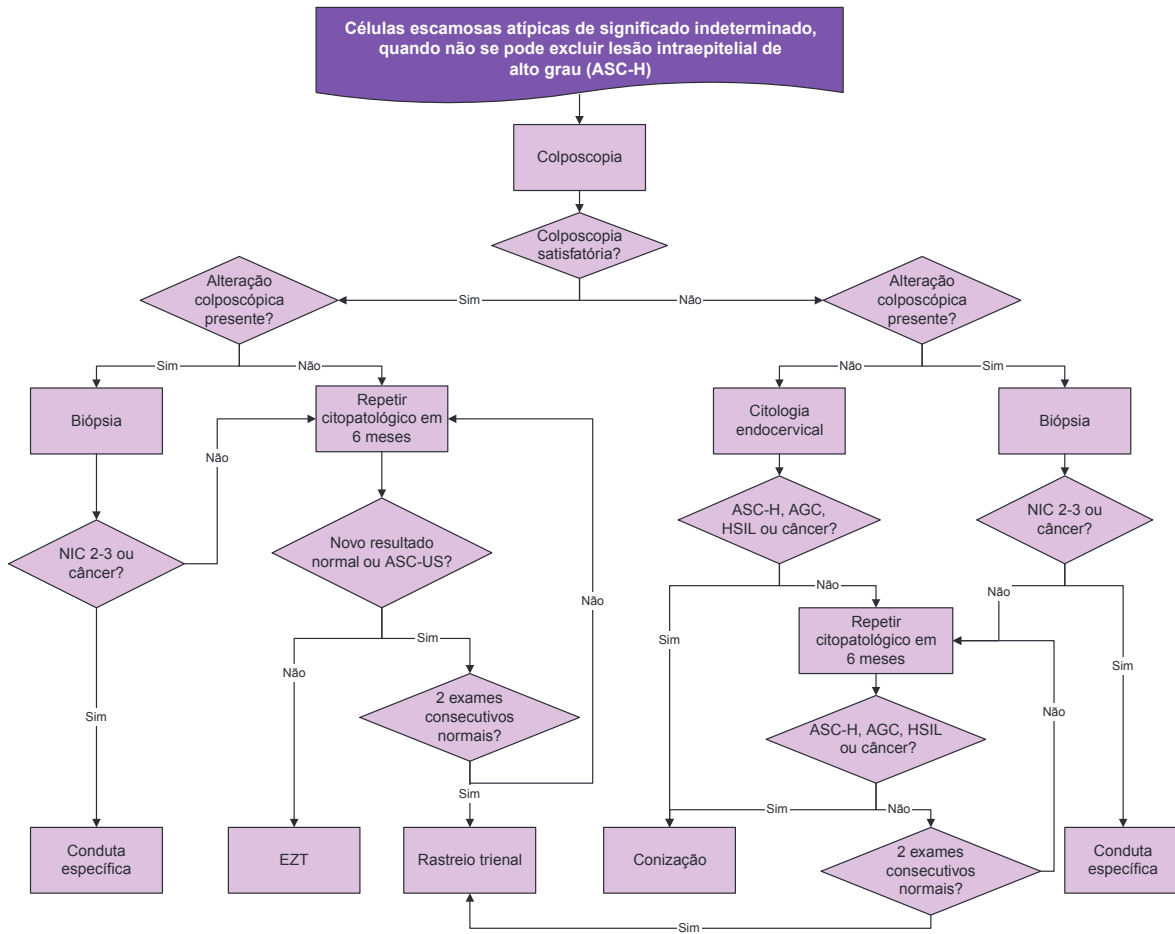 Células escamosas atípicas de significado indeterminado,
quando não se pode excluir lesão intraepitelial de
alto grau (ASC-H)
Colposcopia
Colposcopia
satisfatória?
Alteração
colposcópica
presente?
Sim
Não
Alteração
colposcópica
presente?
Sim
Não
Não
Sim
Biópsia
Repetir
citopatológico em
6 meses
Citologia
endocervical
Biópsia
Não
NIC 2-3 ou
câncer?
Novo resultado
normal ou ASC-US?
ASC-H, AGC,
HSIL ou câncer?
NIC 2-3 ou
câncer?
Não
Não
Não
Repetir
citopatológico em
6 meses
Sim
Não
Sim
Sim
Sim
2 exames
consecutivos
normais?
Não
ASC-H, AGC, HSIL
ou câncer?
Sim
Sim
Não
Conduta
específica
EZT
Rastreio trienal
Conização
2 exames
consecutivos
normais?
Conduta
específica
Sim